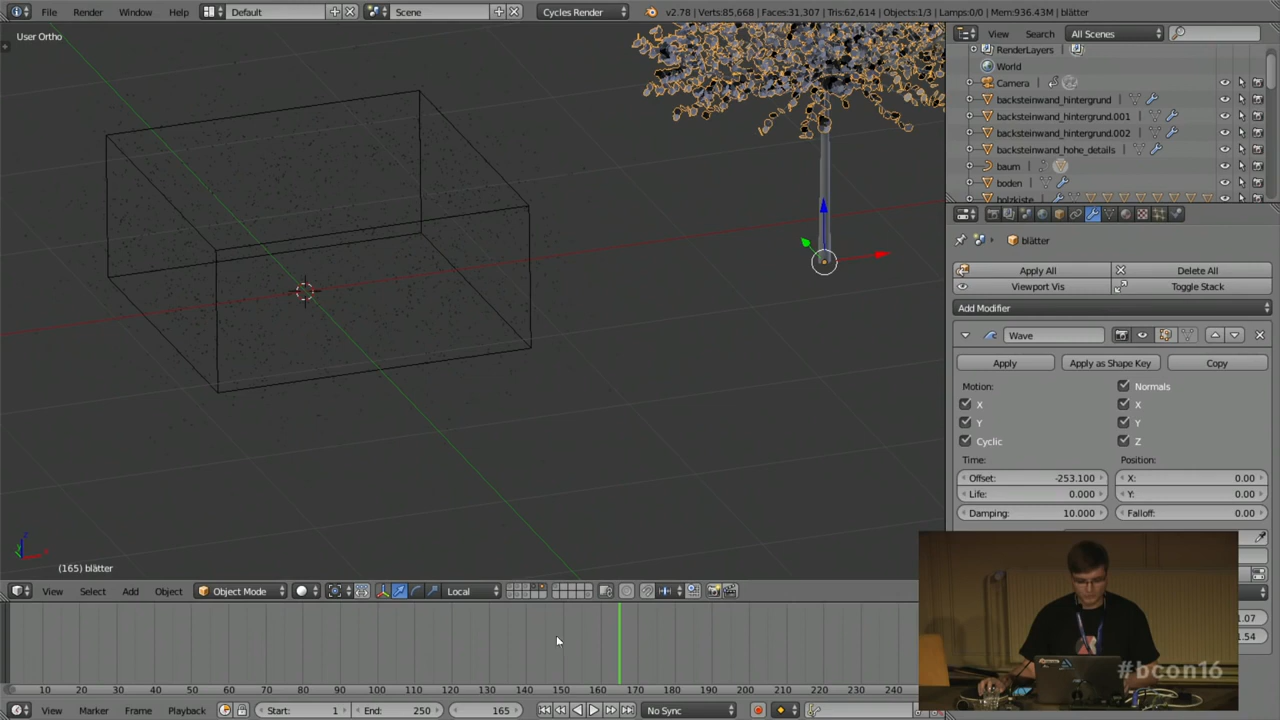 File Render Window Help Default Scene Cycles Render v2.78 | Verts:85,668 | Faces:31,307 | Tris:62,614 | Objects:1/3 | Lamps:0/0 | Mem:936.43M | blätter
User Ortho
View Search All Scenes
RenderLayers
World
Camera
backsteinwand_hintergrund
backsteinwand_hintergrund.001
backsteinwand_hintergrund.002
backsteinwand_hohe_details
baum
boden
holzkiste
blätter
Apply All Delete All
Viewport Vis Toggle Stack
Add Modifier
Wave
Apply Apply as Shape Key Copy
Motion: Normals
X X
Y Y
Cyclic Z
Time: Position:
Offset: -253.100 X: 0.00
Life: 0.000 Y: 0.00
Damping: 10.000 Falloff: 0.00
1.07
1.54
#bcon16
(165) blätter
View Select Add Object Object Mode Local
10 20 30 40 50 60 70 80 90 100 110 120 130 140 150 160 170 180 190 200 210 220 230 240
View Marker Frame Playback Start: 1 End: 250 165 No Sync